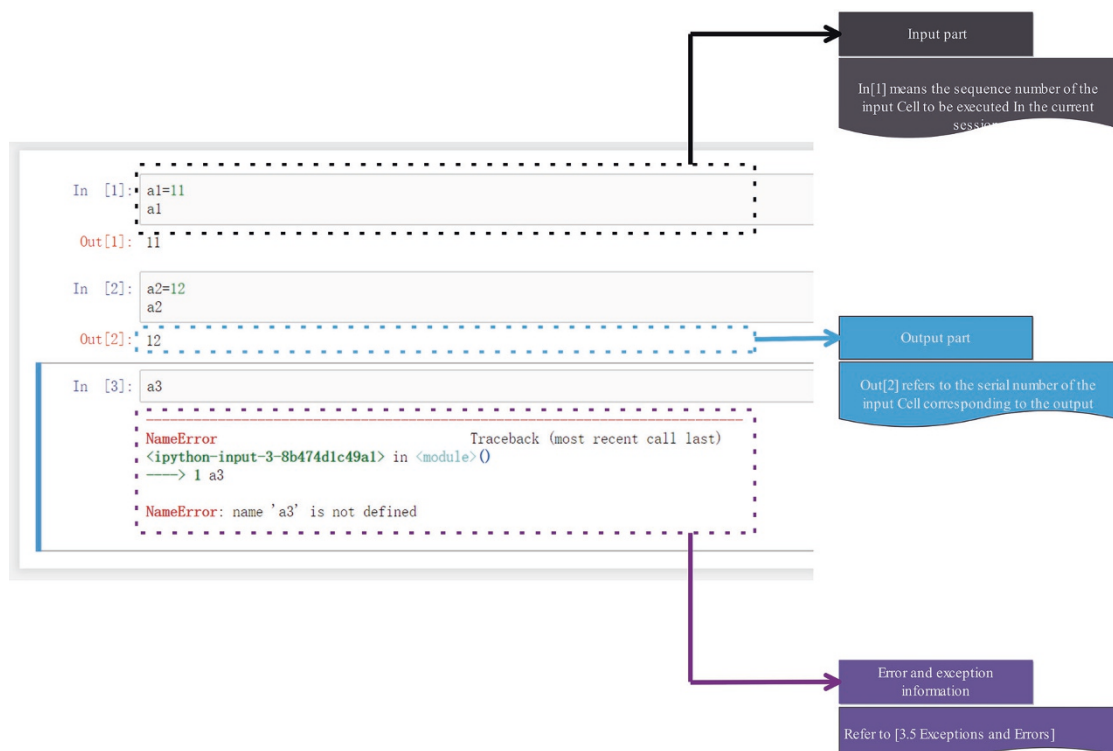 Input part
In[1] means the sequence number of the
input Cell to be executed In the current
session
In [1]: a1=11
a1
Out[1]: 11
In [2]: a2=12
a2
Out[2]: 12
Output part
Out[2] refers to the serial number of the
input Cell corresponding to the output
In [3]: a3
NameError Traceback (most recent call last)
<ipython-input-3-8b474d1c49a1> in <module>()
----> 1 a3
NameError: name 'a3' is not defined
Error and exception
information
Refer to [3.5 Exceptions and Errors]